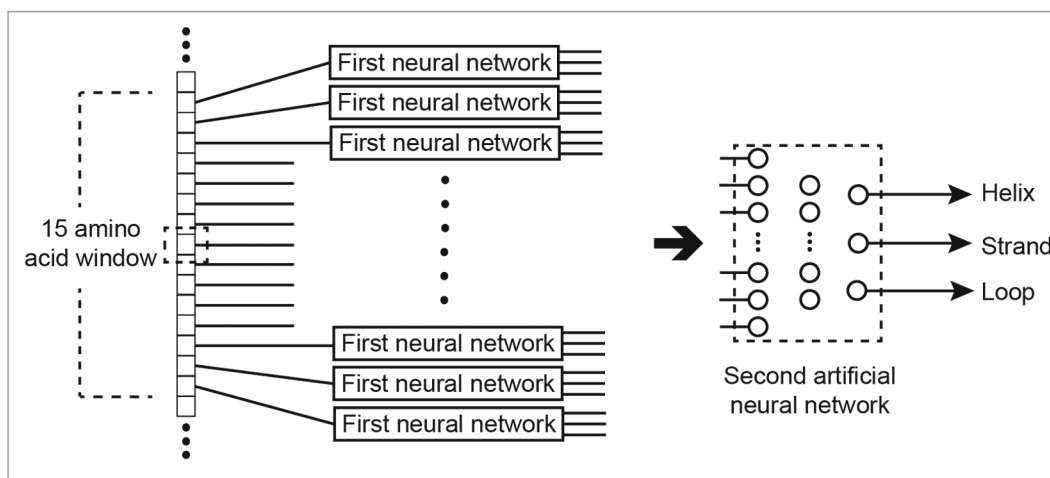 First neural network
First neural network
First neural network
15 amino
acid window
Helix
Strand
Loop
First neural network
First neural network
First neural network
Second artificial
neural network